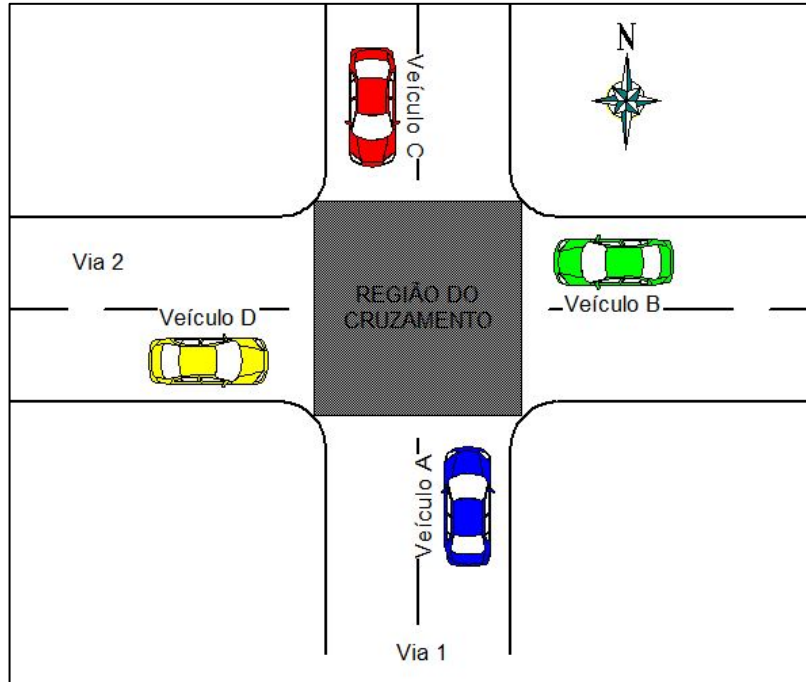 N
Veículo C
Via 2
REGIÃO DO
CRUZAMENTO
Veículo B
Veículo D
Veículo A
Via 1